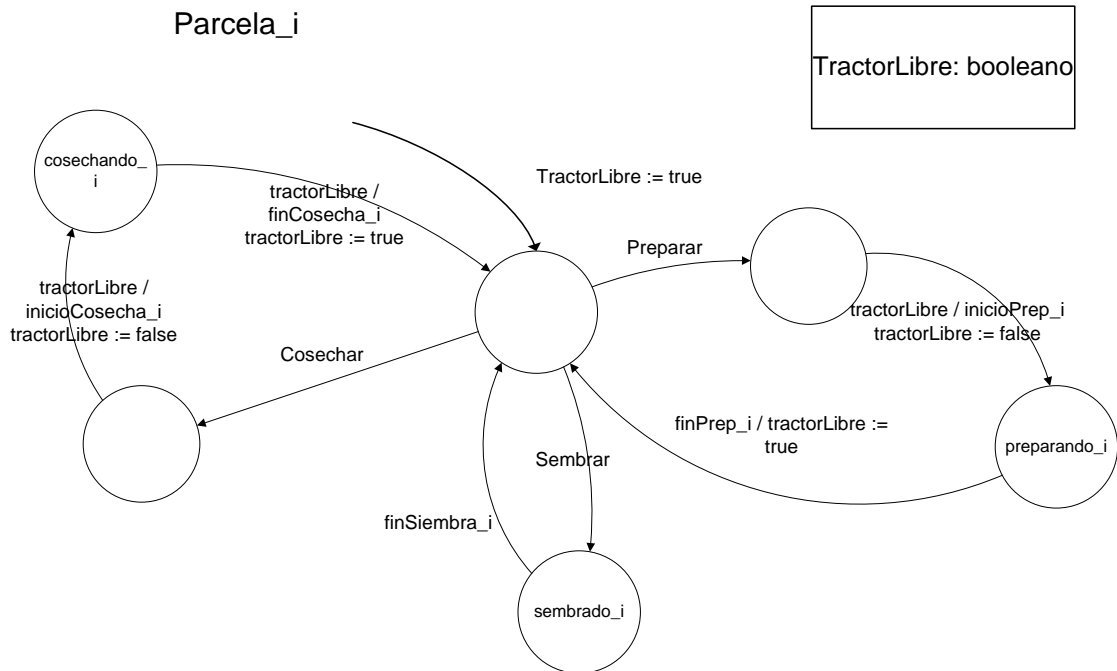 Parcela_i
TractorLibre: booleano
cosechando_
i
tractorLibre /
finCosecha_i
tractorLibre := true
TractorLibre := true
Preparar
tractorLibre /
inicioCosecha_i
tractorLibre := false
tractorLibre / inicioPrep_i
tractorLibre := false
Cosechar
finPrep_i / tractorLibre :=
true
preparando_i
Sembrar
finSiembra_i
sembrado_i